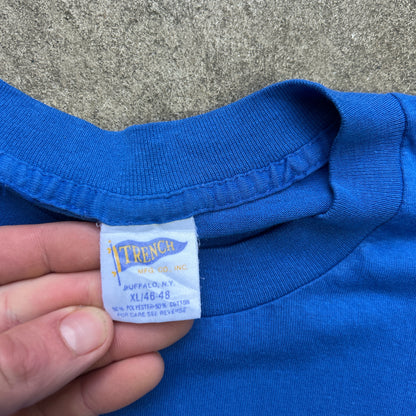 TRENCH
MFG. CO. INC.
BUFFALO, N.Y.
XL/46-48
50% POLYESTER-50% COTTON
FOR CARE SEE REVERSE